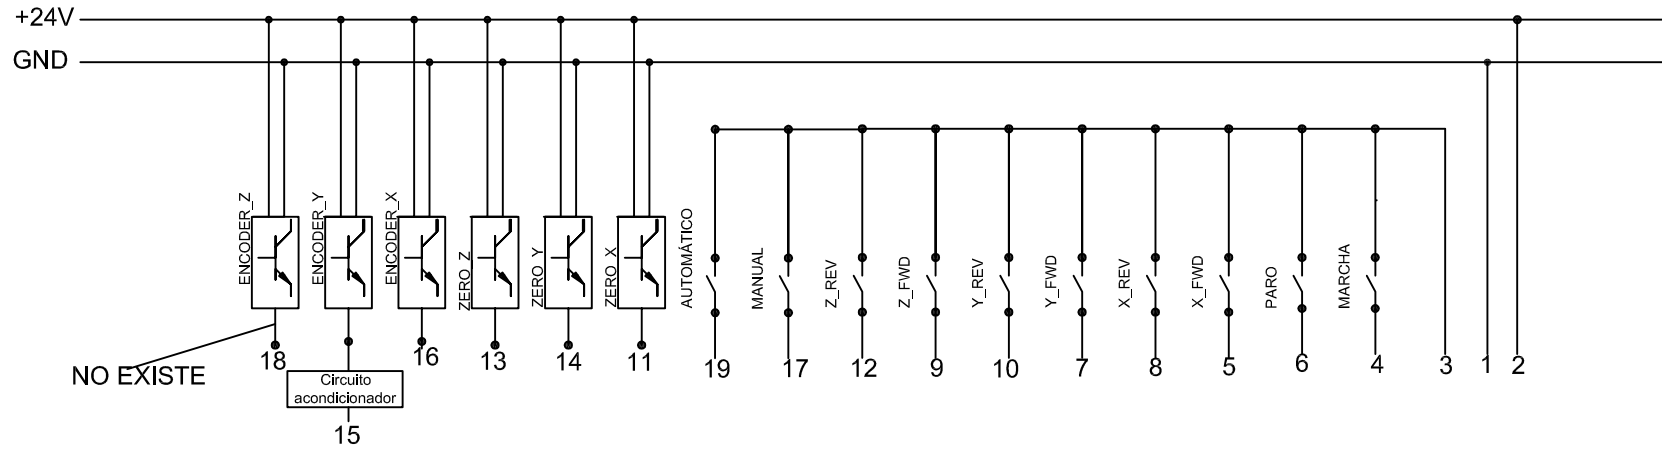 +24V
GND
ENCODER_Z
ENCODER_Y
ENCODER_X
ZERO_Z
ZERO_Y
ZERO_X
AUTOMÁTICO
MANUAL
Z_REV
Z_FWD
Y_REV
Y_FWD
X_REV
X_FWD
PARO
MARCHA
18
16
13
14
11
19
17
12
9
10
7
8
5
6
4
3
1
2
NO EXISTE
Circuito
acondicionador
15